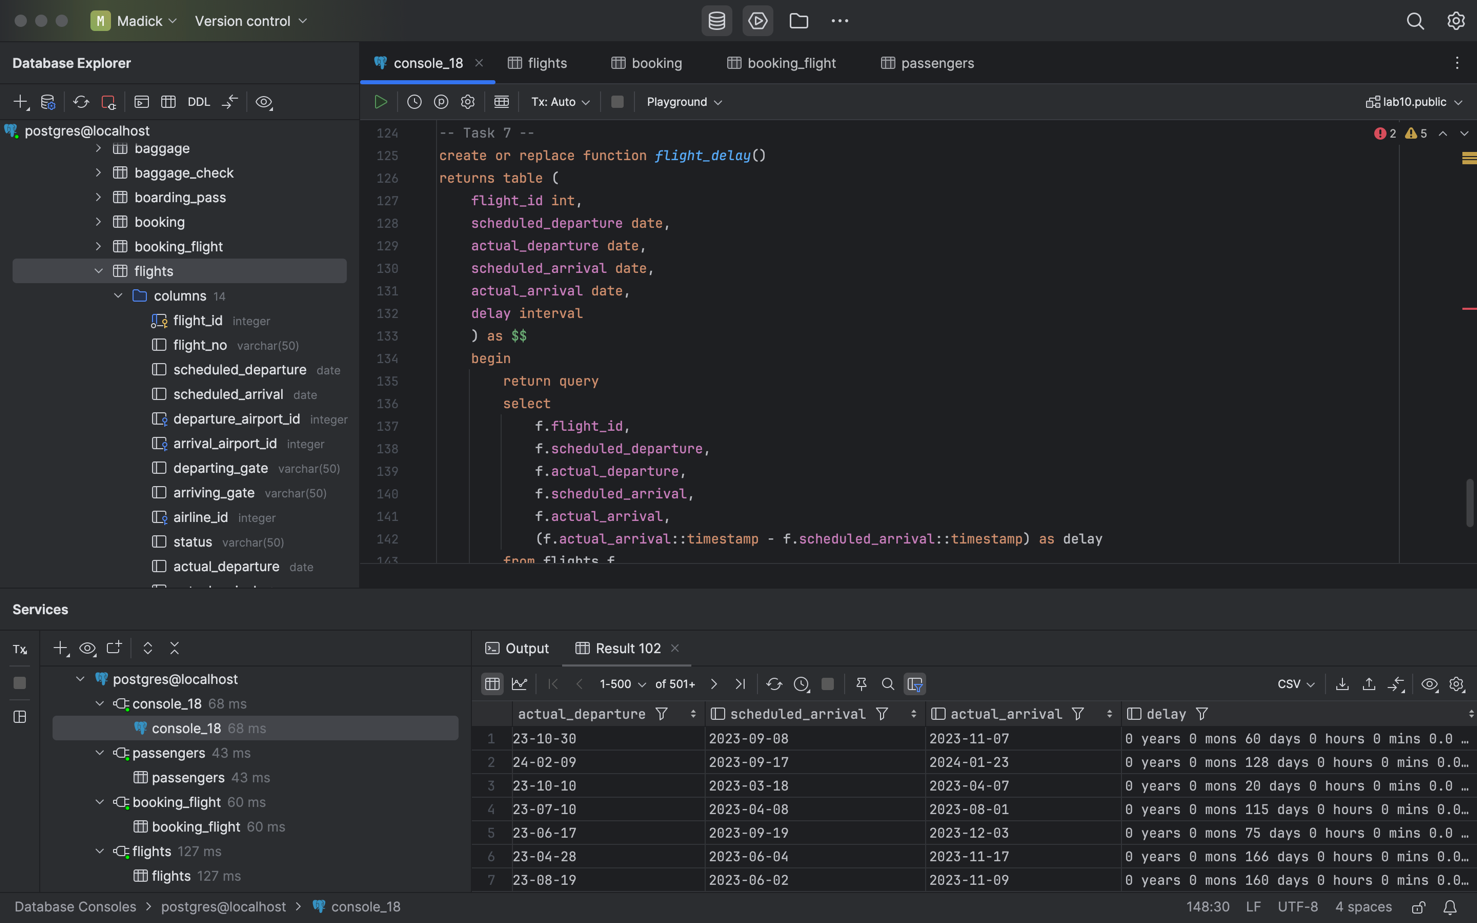 M Madick Version control
Database Explorer
console_18 flights booking booking_flight passengers
DDL
Tx: Auto Playground lab10.public
postgres@localhost
baggage
baggage_check
boarding_pass
booking
booking_flight
flights
columns 14
flight_id integer
flight_no varchar(50)
scheduled_departure date
scheduled_arrival date
departure_airport_id integer
arrival_airport_id integer
departing_gate varchar(50)
arriving_gate varchar(50)
airline_id integer
status varchar(50)
actual_departure date
2 5
124 -- Task 7 --
125 create or replace function flight_delay()
126 returns table (
127 flight_id int,
128 scheduled_departure date,
129 actual_departure date,
130 scheduled_arrival date,
131 actual_arrival date,
132 delay interval
133 ) as $$
134 begin
135 return query
136 select
137 f.flight_id,
138 f.scheduled_departure,
139 f.actual_departure,
140 f.scheduled_arrival,
141 f.actual_arrival,
142 (f.actual_arrival::timestamp - f.scheduled_arrival::timestamp) as delay
143 from flights f
Services
Tx
postgres@localhost
console_18 68 ms
console_18 68 ms
passengers 43 ms
passengers 43 ms
booking_flight 60 ms
booking_flight 60 ms
flights 127 ms
flights 127 ms
Output Result 102
1-500 of 501+ CSV
actual_departure scheduled_arrival actual_arrival delay
1 23-10-30 2023-09-08 2023-11-07 0 years 0 mons 60 days 0 hours 0 mins 0.0 …
2 24-02-09 2023-09-17 2024-01-23 0 years 0 mons 128 days 0 hours 0 mins 0.0…
3 23-10-10 2023-03-18 2023-04-07 0 years 0 mons 20 days 0 hours 0 mins 0.0 …
4 23-07-10 2023-04-08 2023-08-01 0 years 0 mons 115 days 0 hours 0 mins 0.0…
5 23-06-17 2023-09-19 2023-12-03 0 years 0 mons 75 days 0 hours 0 mins 0.0 …
6 23-04-28 2023-06-04 2023-11-17 0 years 0 mons 166 days 0 hours 0 mins 0.0…
7 23-08-19 2023-06-02 2023-11-09 0 years 0 mons 160 days 0 hours 0 mins 0.0…
Database Consoles > postgres@localhost > console_18
148:30 LF UTF-8 4 spaces